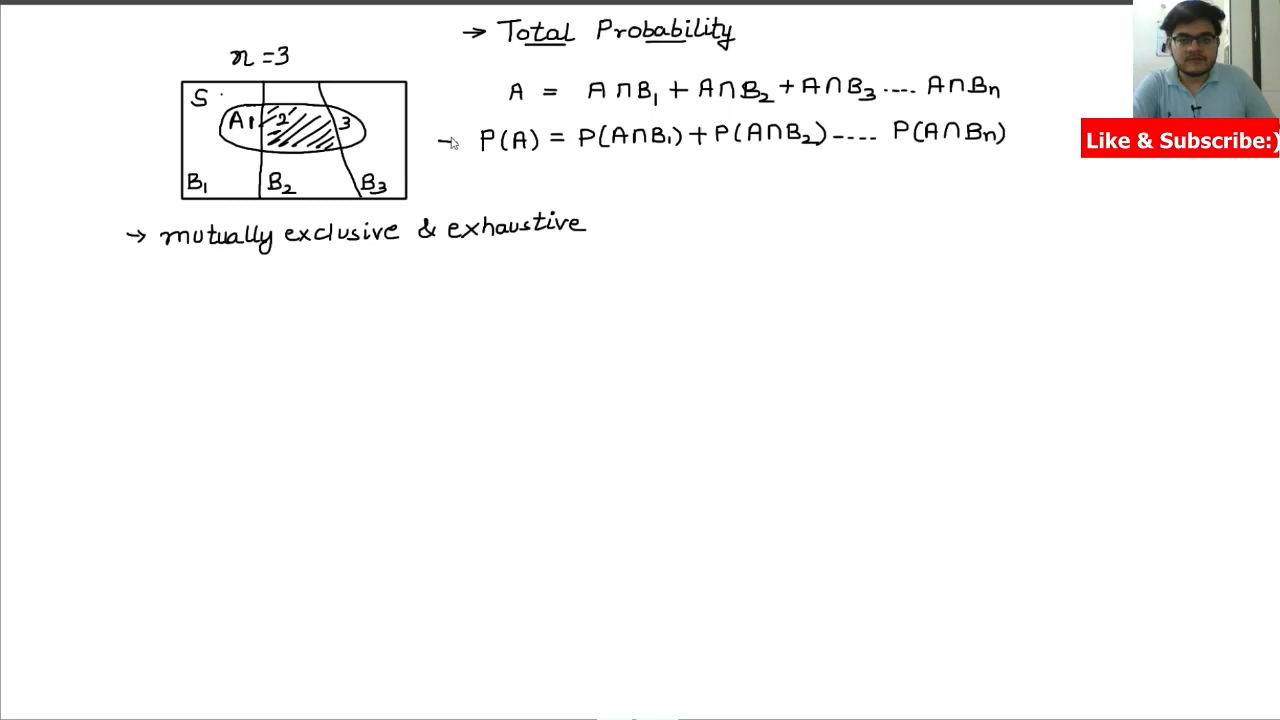 → Total Probability
n = 3
A = A∩B₁ + A∩B₂ + A∩B₃ .... A∩Bn
→ P(A) = P(A∩B₁) + P(A∩B₂) ---- P(A∩Bn)
S
A 1 2 3
B₁ B₂ B₃
→ mutually exclusive & exhaustive
Like & Subscribe:)